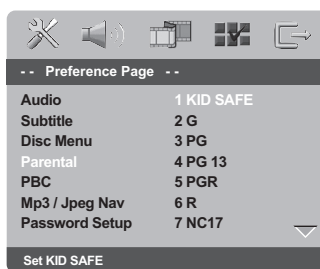 - - Preference Page - -
Audio 1 KID SAFE
Subtitle 2 G
Disc Menu 3 PG
Parental 4 PG 13
PBC 5 PGR
Mp3 / Jpeg Nav 6 R
Password Setup 7 NC17
Set KID SAFE